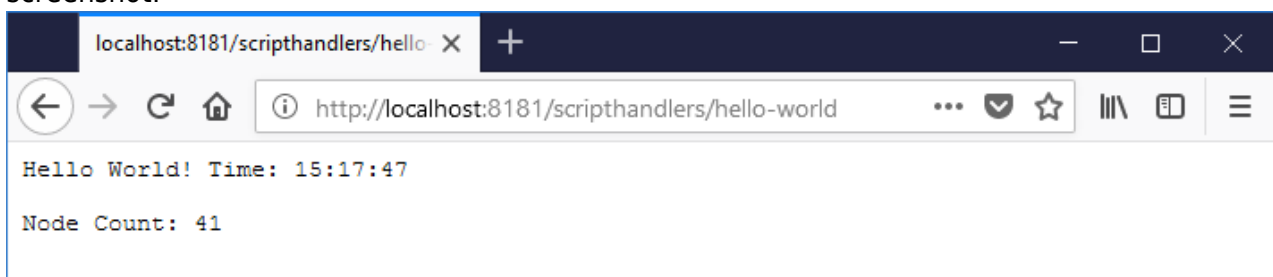 screenshot:
localhost:8181/scripthandlers/hello-
http://localhost:8181/scripthandlers/hello-world
Hello World! Time: 15:17:47
Node Count: 41